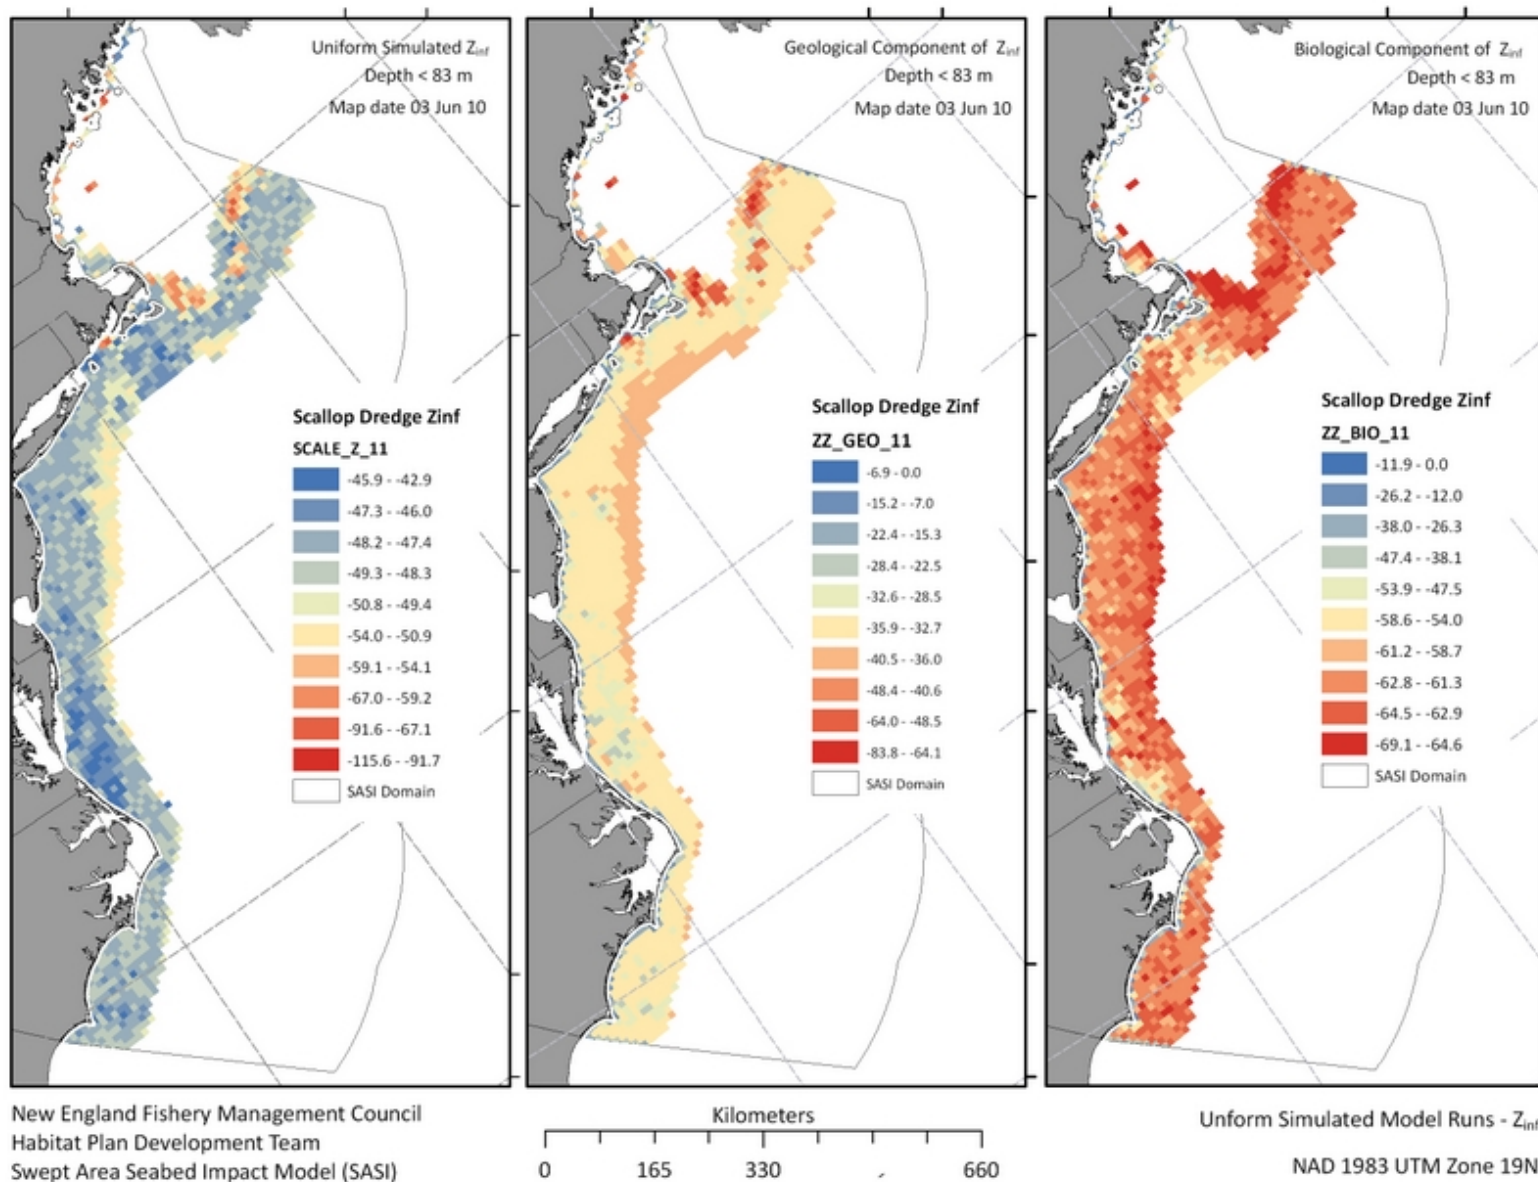 Uniform Simulated Zinf
Depth < 83 m
Map date 03 Jun 10
Scallop Dredge Zinf
SCALE_Z_11
-45.9 - -42.9
-47.3 - -46.0
-48.2 - -47.4
-49.3 - -48.3
-50.8 - -49.4
-54.0 - -50.9
-59.1 - -54.1
-67.0 - -59.2
-91.6 - -67.1
-115.6 - -91.7
SASI Domain
Geological Component of Zinf
Depth < 83 m
Map date 03 Jun 10
Scallop Dredge Zinf
ZZ_GEO_11
-6.9 - 0.0
-15.2 - -7.0
-22.4 - -15.3
-28.4 - -22.5
-32.6 - -28.5
-35.9 - -32.7
-40.5 - -36.0
-48.4 - -40.6
-64.0 - -48.5
-83.8 - -64.1
SASI Domain
Biological Component of Zinf
Depth < 83 m
Map date 03 Jun 10
Scallop Dredge Zinf
ZZ_BIO_11
-11.9 - 0.0
-26.2 - -12.0
-38.0 - -26.3
-47.4 - -38.1
-53.9 - -47.5
-58.6 - -54.0
-61.2 - -58.7
-62.8 - -61.3
-64.5 - -62.9
-69.1 - -64.6
SASI Domain
New England Fishery Management Council
Habitat Plan Development Team
Swept Area Seabed Impact Model (SASI)
Kilometers
0 165 330 660
Unform Simulated Model Runs - Zinf
NAD 1983 UTM Zone 19N